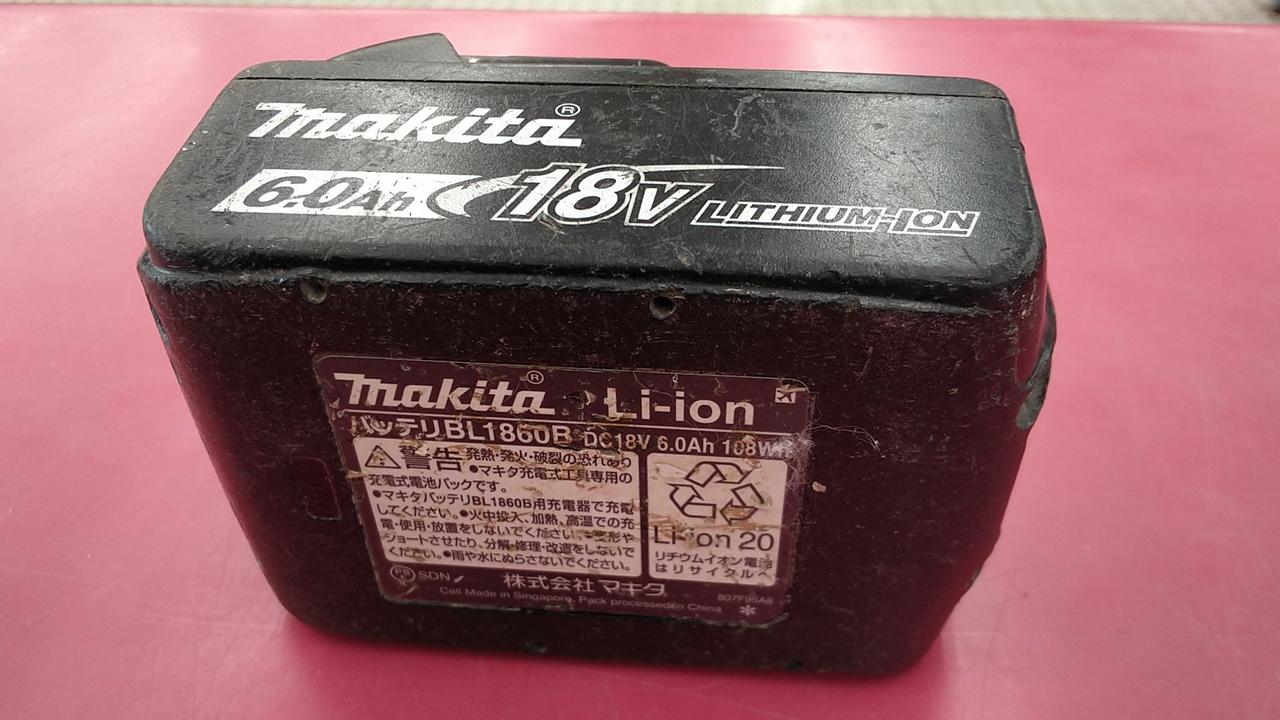 makita®
6.0Ah 18V LITHIUM-ION
makita® Li-ion
バッテリBL1860B DC18V 6.0Ah 108Wh
警告 発熱・発火・破裂の恐れあり
●マキタ充電式工具専用の
充電式電池パックです。
●マキタバッテリBL1860B用充電器で充電
してください。●火中投入、加熱、高温での充
電・使用・放置をしないでください。●変形や
ショートさせたり、分解・修理・改造をしないで
ください。●雨や水にぬらさないでください。
Li-ion 20
リチウムイオン電池
はリサイクルへ
PS E SDN
株式会社マキタ
807F95A8
Cell Made in Singapore, Pack processed in China *